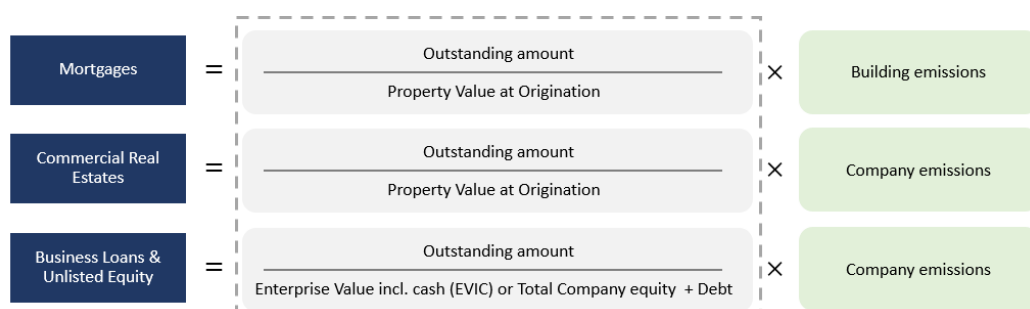 Mortgages = Outstanding amount × Building emissions
Property Value at Origination
Commercial Real
Estates = Outstanding amount × Company emissions
Property Value at Origination
Business Loans &
Unlisted Equity = Outstanding amount × Company emissions
Enterprise Value incl. cash (EVIC) or Total Company equity + Debt